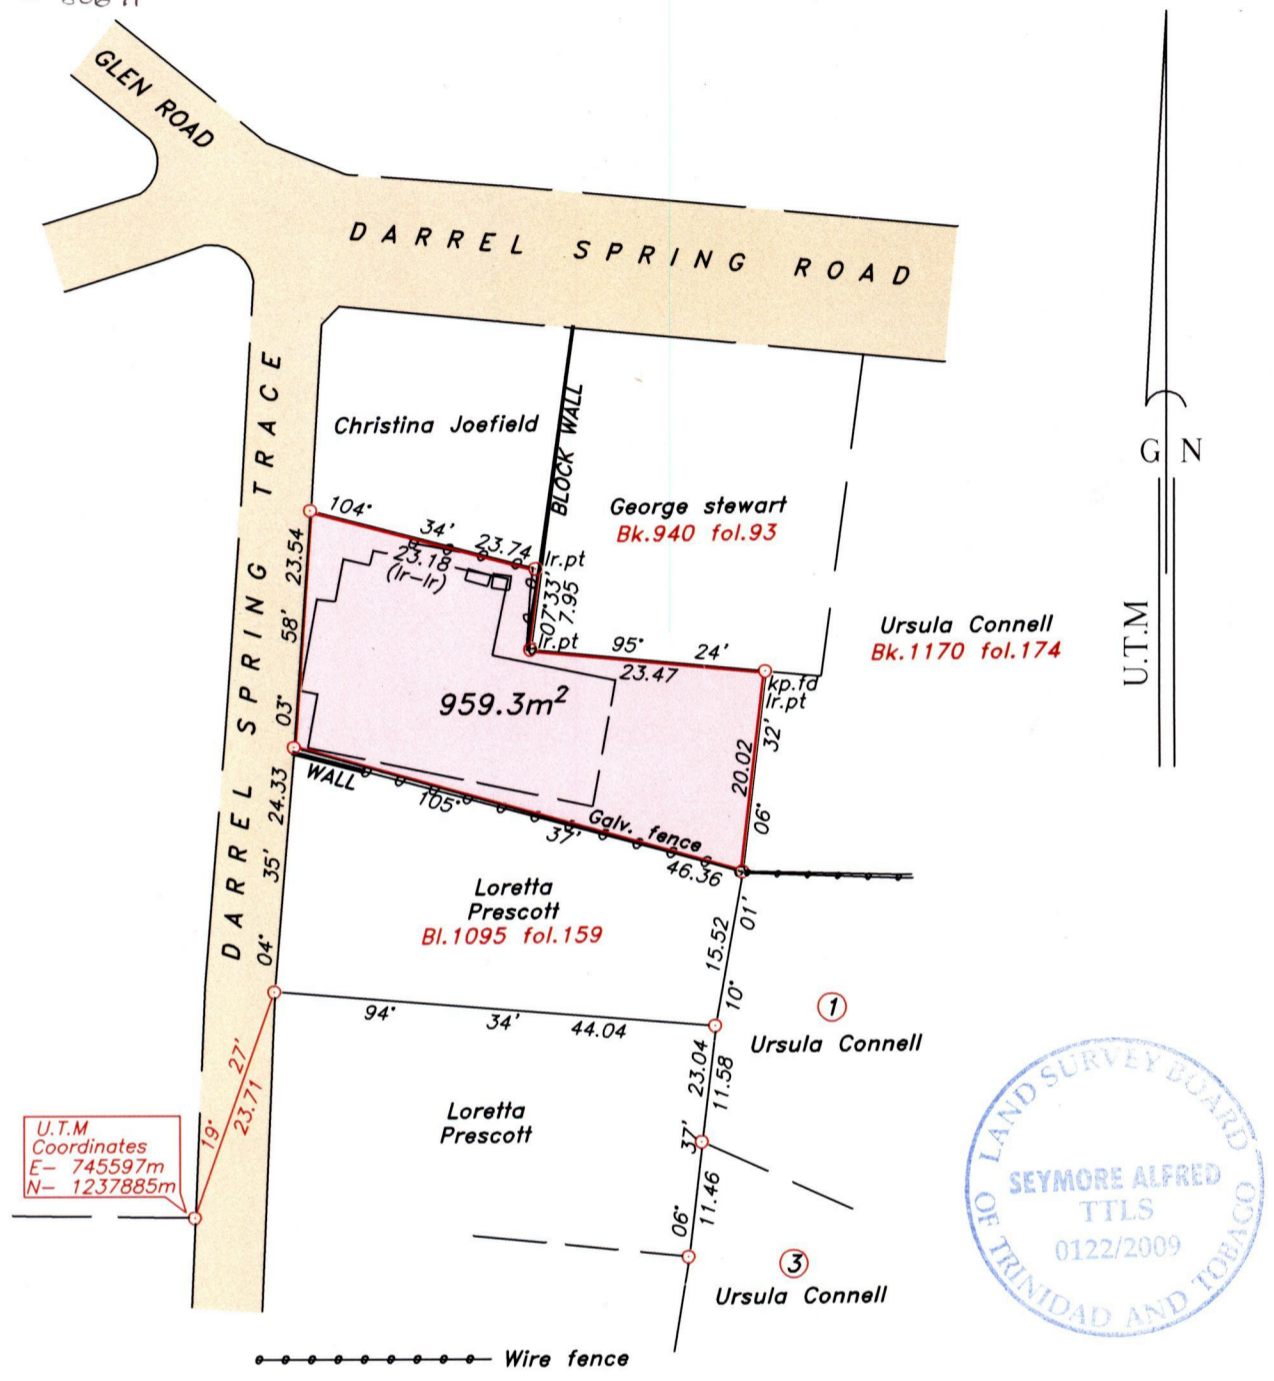 GLEN ROAD
DARREL SPRING ROAD
DARREL SPRING TRACE
G N
U.T.M
Christina Joefield
BLOCK WALL
George stewart
Bk.940 fol.93
Ursula Connell
Bk.1170 fol.174
104° 34' 23.74
23.18
(Ir-Ir)
Ir.pt
07°33'
7.95
Ir.pt
95° 24'
23.47
kp.fd
Ir.pt
03° 58' 23.54
959.3m²
06° 32'
20.02
WALL
105° 37' 46.36
Galv. fence
04° 35' 24.33
Loretta
Prescott
Bl.1095 fol.159
10° 01'
15.52
94° 34' 44.04
1
Ursula Connell
19° 27'
23.71
U.T.M
Coordinates
E- 745597m
N- 1237885m
Loretta
Prescott
06° 37' 23.04
11.58
11.46
3
Ursula Connell
Wire fence
LAND SURVEY BOARD
OF TRINIDAD AND TOBAGO
SEYMORE ALFRED
TTLS
0122/2009